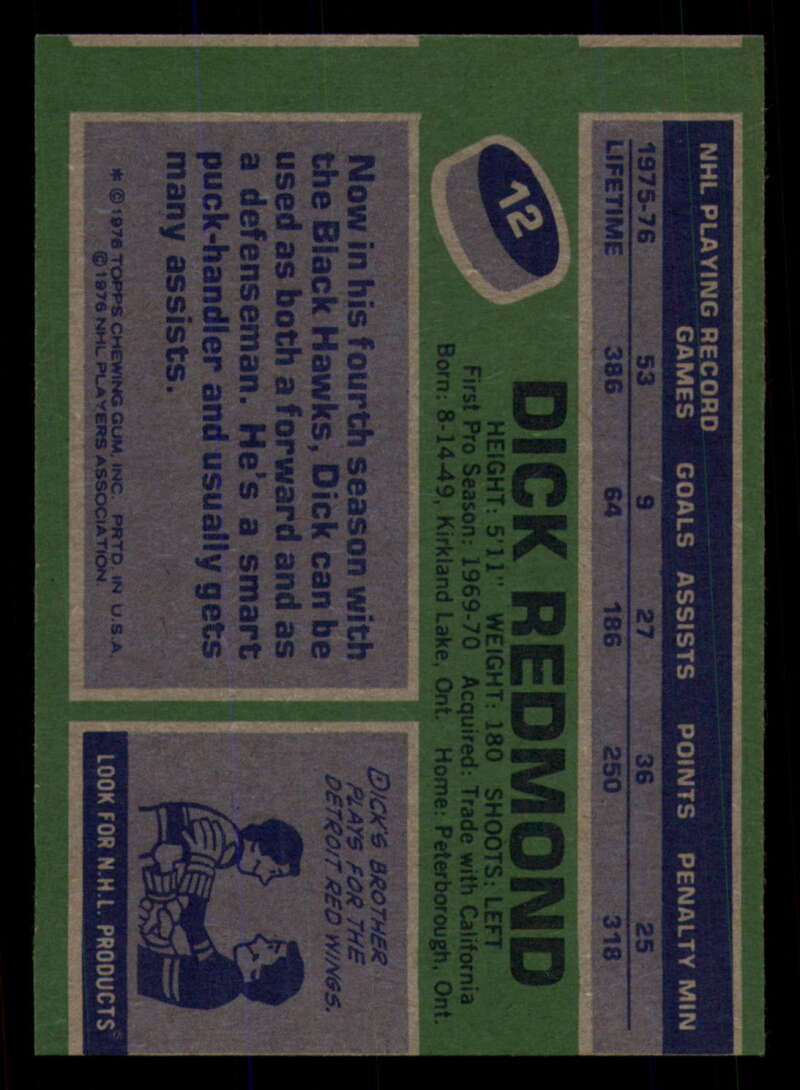 NHL PLAYING RECORD
GAMES GOALS ASSISTS POINTS PENALTY MIN
1975-76 53 9 27 36 25
LIFETIME 386 64 186 250 318
12
DICK REDMOND
HEIGHT: 5'11" WEIGHT: 180 SHOOTS: LEFT
First Pro Season: 1969-70 Acquired: Trade with California
Born: 8-14-49, Kirkland Lake, Ont. Home: Peterborough, Ont.
Now in his fourth season with
the Black Hawks, Dick can be
used as both a forward and as
a defenseman. He's a smart
puck-handler and usually gets
many assists.
* © 1976 TOPPS CHEWING GUM, INC. PRTD. IN U.S.A.
© 1976 NHL PLAYERS ASSOCIATION.
DICK'S BROTHER
PLAYS FOR THE
DETROIT RED WINGS.
LOOK FOR N.H.L. PRODUCTS